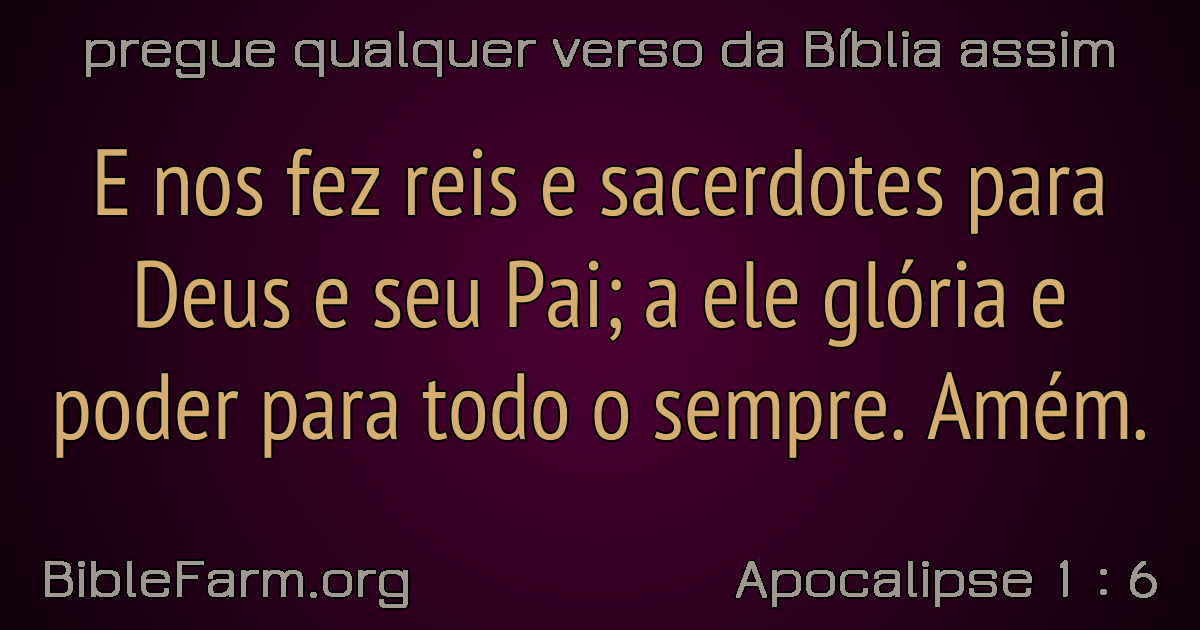 pregue qualquer verso da Bíblia assim
E nos fez reis e sacerdotes para
Deus e seu Pai; a ele glória e
poder para todo o sempre. Amém.
BibleFarm.org
Apocalipse 1 : 6